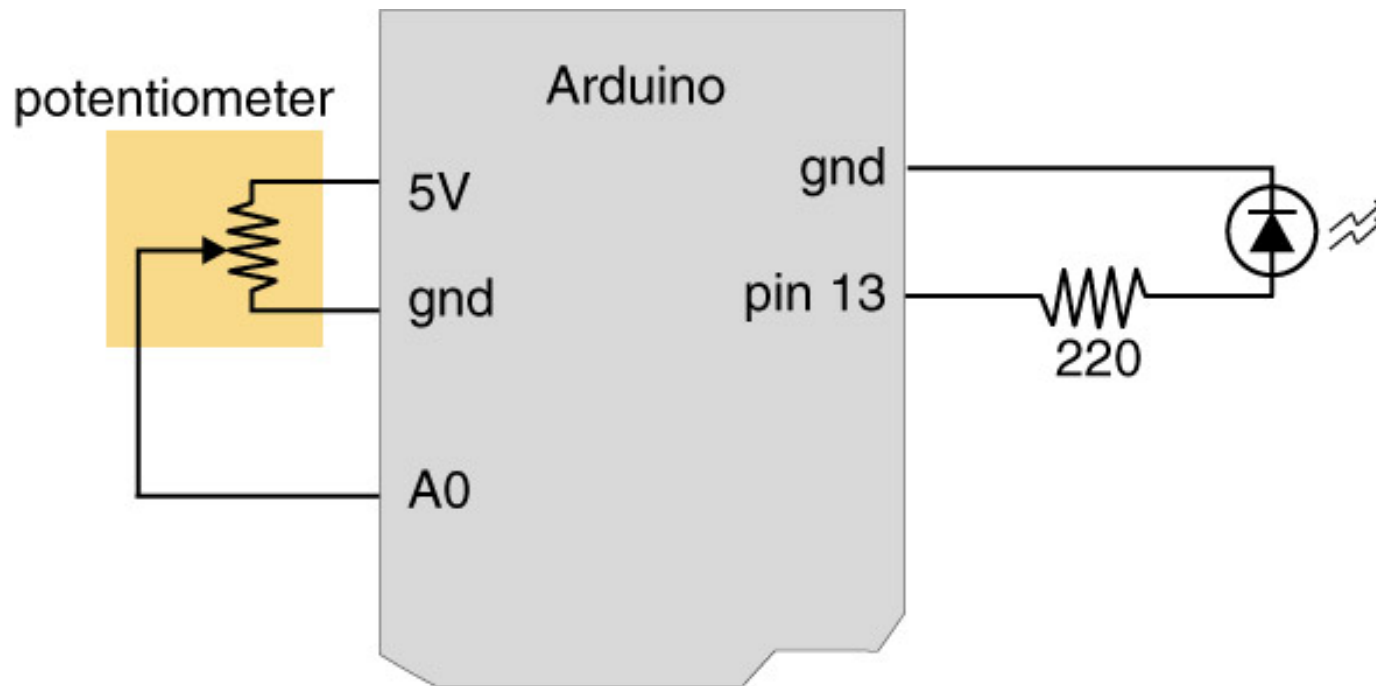 potentiometer
Arduino
5V
gnd
A0
gnd
pin 13
220